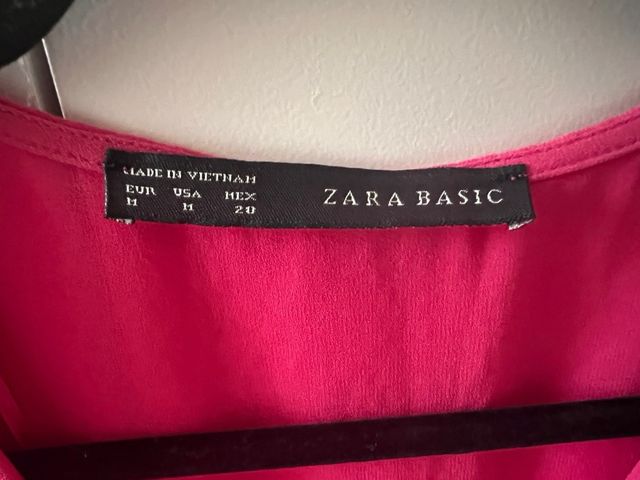 MADE IN VIETNAM
EUR USA MEX
M M 28
ZARA BASIC